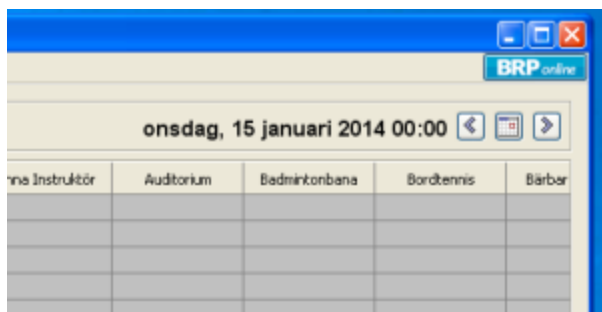 BRP online
onsdag, 15 januari 2014 00:00
nna Instruktör Auditorium Badmintonbana Bordtennis Bärbar